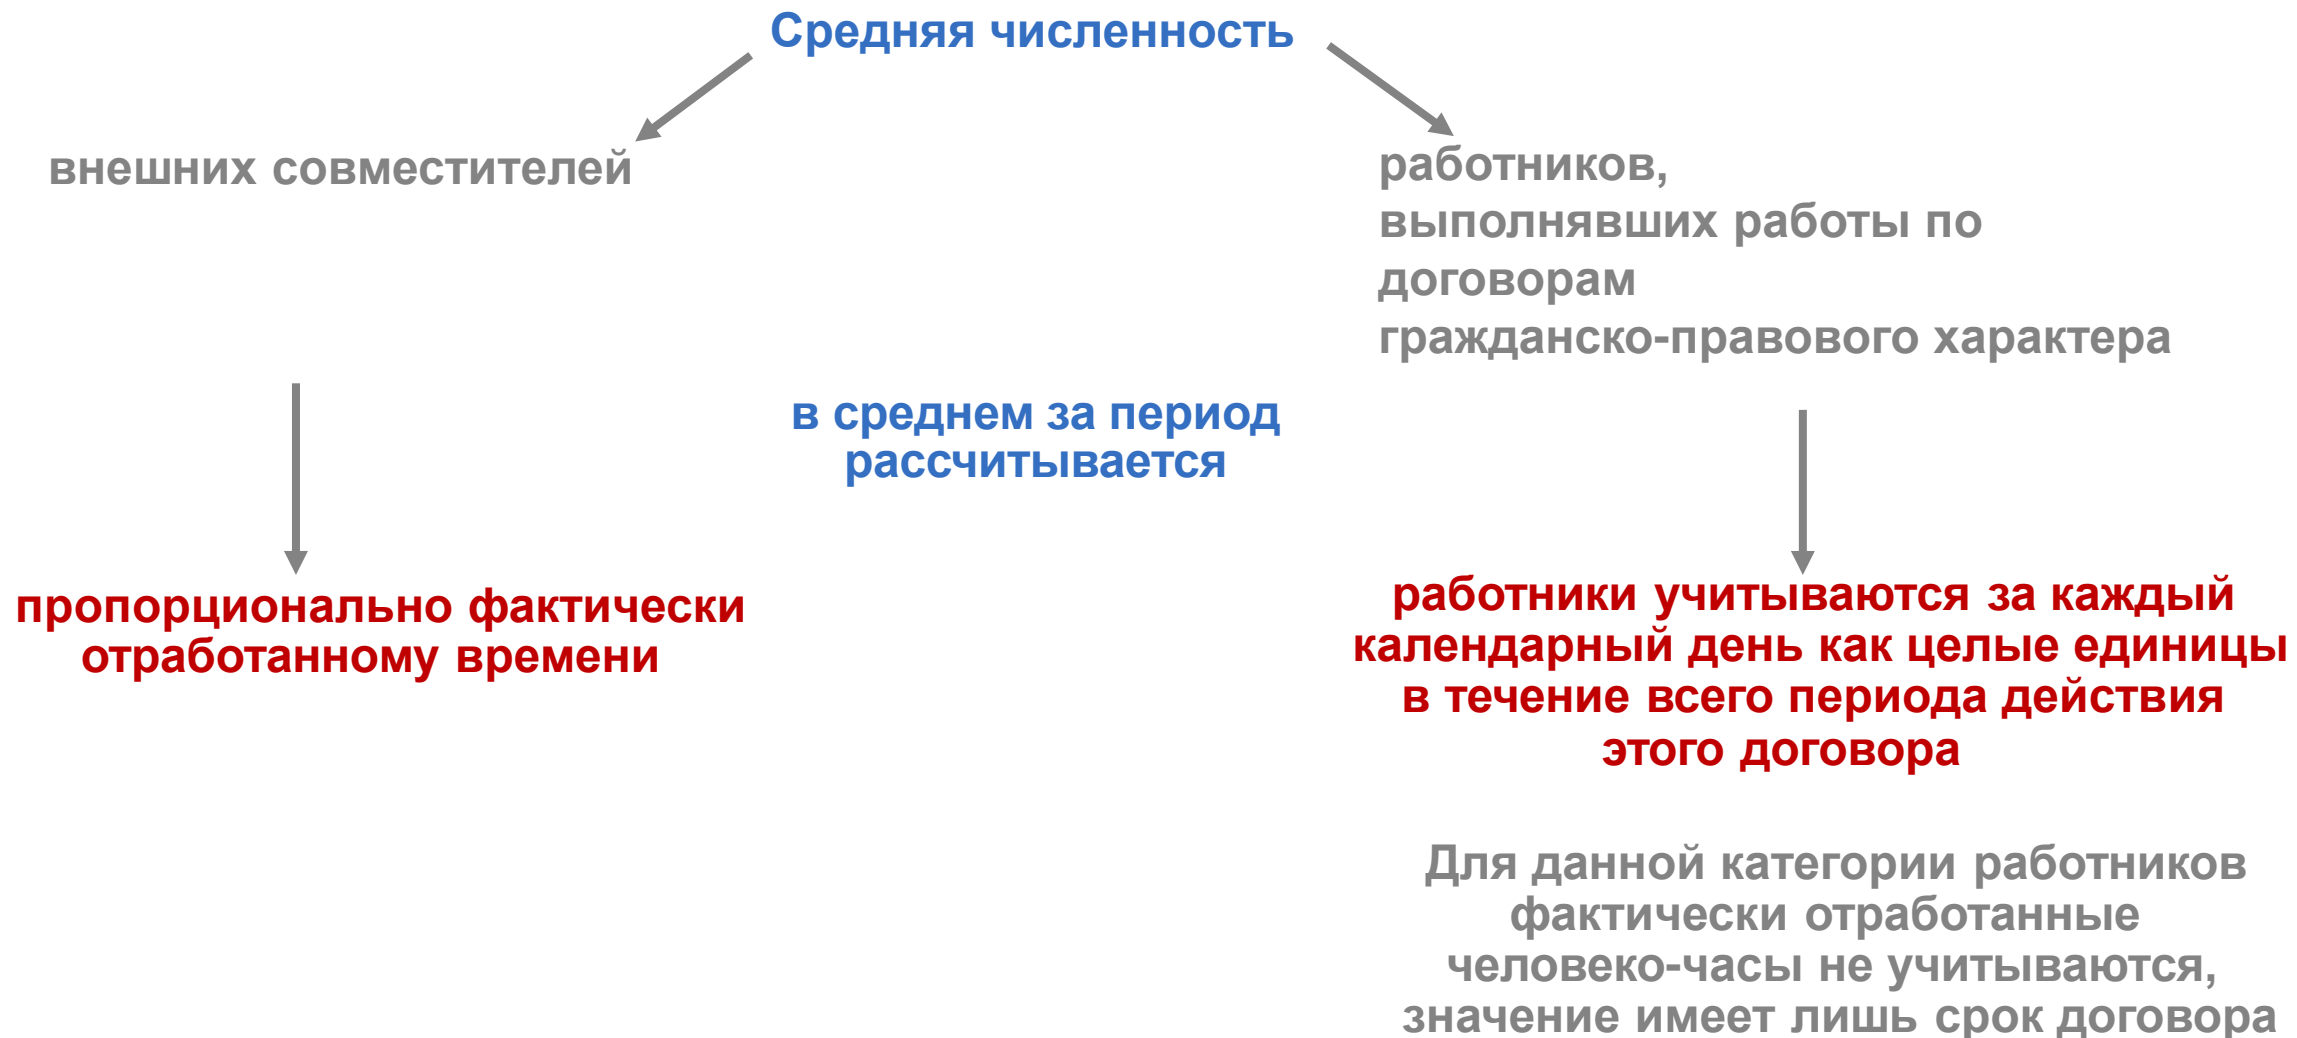 Средняя численность
внешних совместителей
работников,
выполнявших работы по
договорам
гражданско-правового характера
в среднем за период
рассчитывается
пропорционально фактически
отработанному времени
работники учитываются за каждый
календарный день как целые единицы
в течение всего периода действия
этого договора
Для данной категории работников
фактически отработанные
человеко-часы не учитываются,
значение имеет лишь срок договора